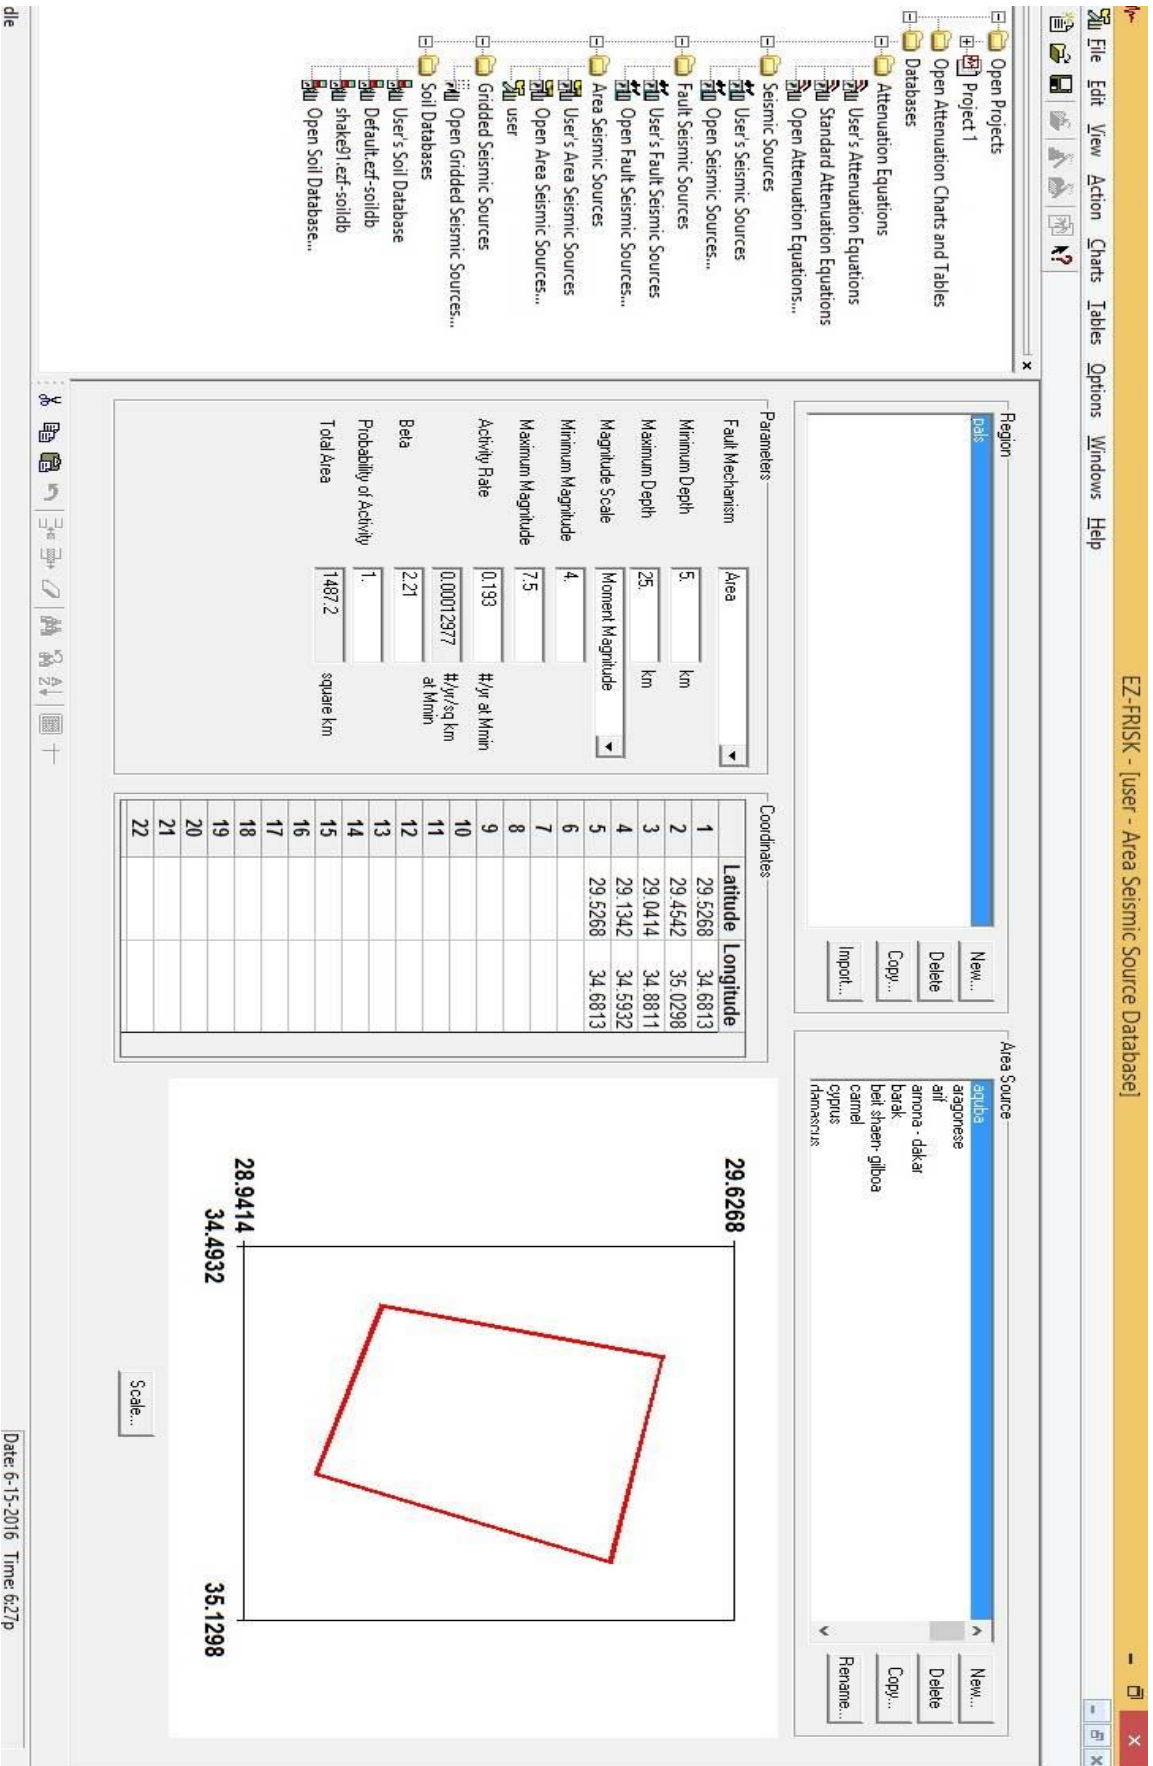 EZ-FRISK - [user - Area Seismic Source Database]
File Edit View Action Charts Tables Options Windows Help
Open Projects
Project 1
Open Attenuation Charts and Tables
Databases
Attenuation Equations
User's Attenuation Equations
Standard Attenuation Equations
Open Attenuation Equations...
Seismic Sources
User's Seismic Sources
Open Seismic Sources...
Fault Seismic Sources
User's Fault Seismic Sources
Open Fault Seismic Sources...
Area Seismic Sources
User's Area Seismic Sources
Open Area Seismic Sources...
user
Gridded Seismic Sources
Open Gridded Seismic Sources...
Soil Databases
User's Soil Database
Default.ezf-soildb
shake91.ezf-soildb
Open Soil Database...
Region
pals
New...
Delete
Copy...
Import...
Area Source
aquba
aragonese
arif
arnona - dakar
barak
beit shaen- gilboa
carmel
cyprus
damascus
New...
Delete
Copy...
Rename...
Parameters
Fault Mechanism Area
Minimum Depth 5. km
Maximum Depth 25. km
Magnitude Scale Moment Magnitude
Minimum Magnitude 4.
Maximum Magnitude 7.5
Activity Rate 0.193 #/yr at Mmin
0.00012977 #/yr/sq km
at Mmin
Beta 2.21
Probability of Activity 1.
Total Area 1487.2 square km
Coordinates
Latitude Longitude
1 29.5268 34.6813
2 29.4542 35.0298
3 29.0414 34.8811
4 29.1342 34.5932
5 29.5268 34.6813
6
7
8
9
10
11
12
13
14
15
16
17
18
19
20
21
22
29.6268
28.9414
34.4932 35.1298
Scale...
dle
Date: 6-15-2016 Time: 6:27p